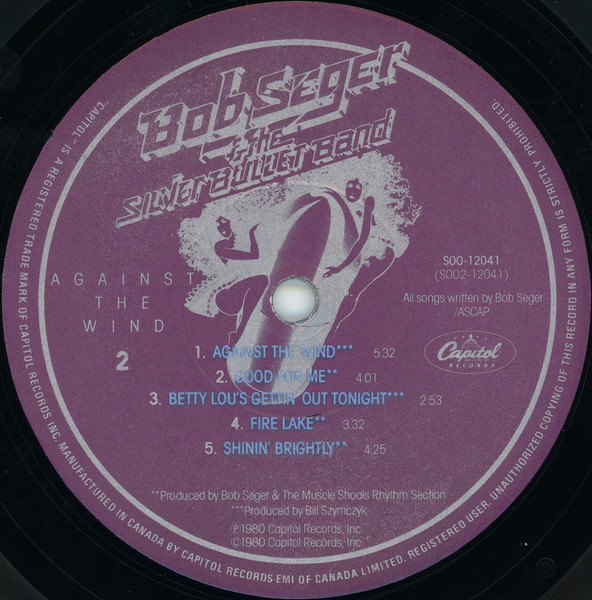 Bob Seger
& the
Silver Bullet Band
AGAINST
THE
WIND
2
SOO-12041
(SOO2-12041)
All songs written by Bob Seger
/ASCAP
Capitol
RECORDS
1. AGAINST THE WIND*** 5:32
2. GOOD FOR ME** 4:01
3. BETTY LOU'S GETTIN' OUT TONIGHT*** 2:53
4. FIRE LAKE** 3:32
5. SHININ' BRIGHTLY** 4:25
**Produced by Bob Seger & The Muscle Shoals Rhythm Section
***Produced by Bill Szymczyk
℗1980 Capitol Records, Inc.
©1980 Capitol Records, Inc.
"CAPITOL" IS A REGISTERED TRADE MARK OF CAPITOL RECORDS INC. MANUFACTURED IN CANADA BY CAPITOL RECORDS-EMI OF CANADA LIMITED, REGISTERED USER. UNAUTHORIZED COPYING OF THIS RECORD IN ANY FORM IS STRICTLY PROHIBITED.